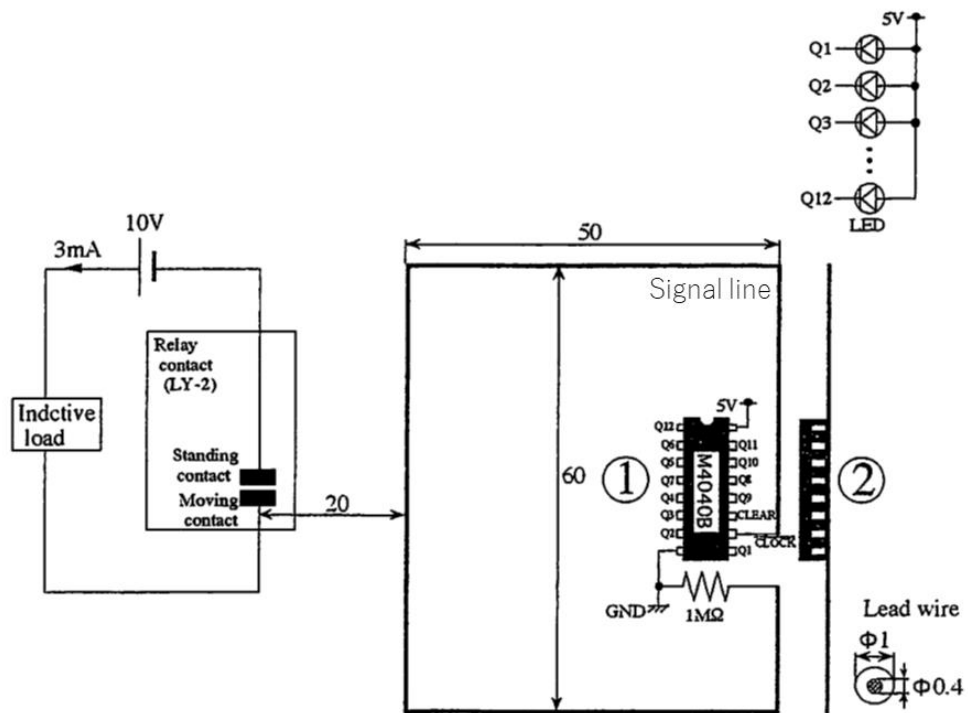 5V
Q1
Q2
Q3
Q12
LED
10V
3mA
50
Signal line
Relay
contact
(LY-2)
Indctive
load
Standing
contact
Moving
contact
20
60
①
②
5V
Q12
Q6
Q5
Q7
Q4
Q3
Q2
Q11
Q10
Q8
Q9
CLEAR
CLOCK
Q1
M4040B
GND
1MΩ
Lead wire
Φ1
Φ0.4